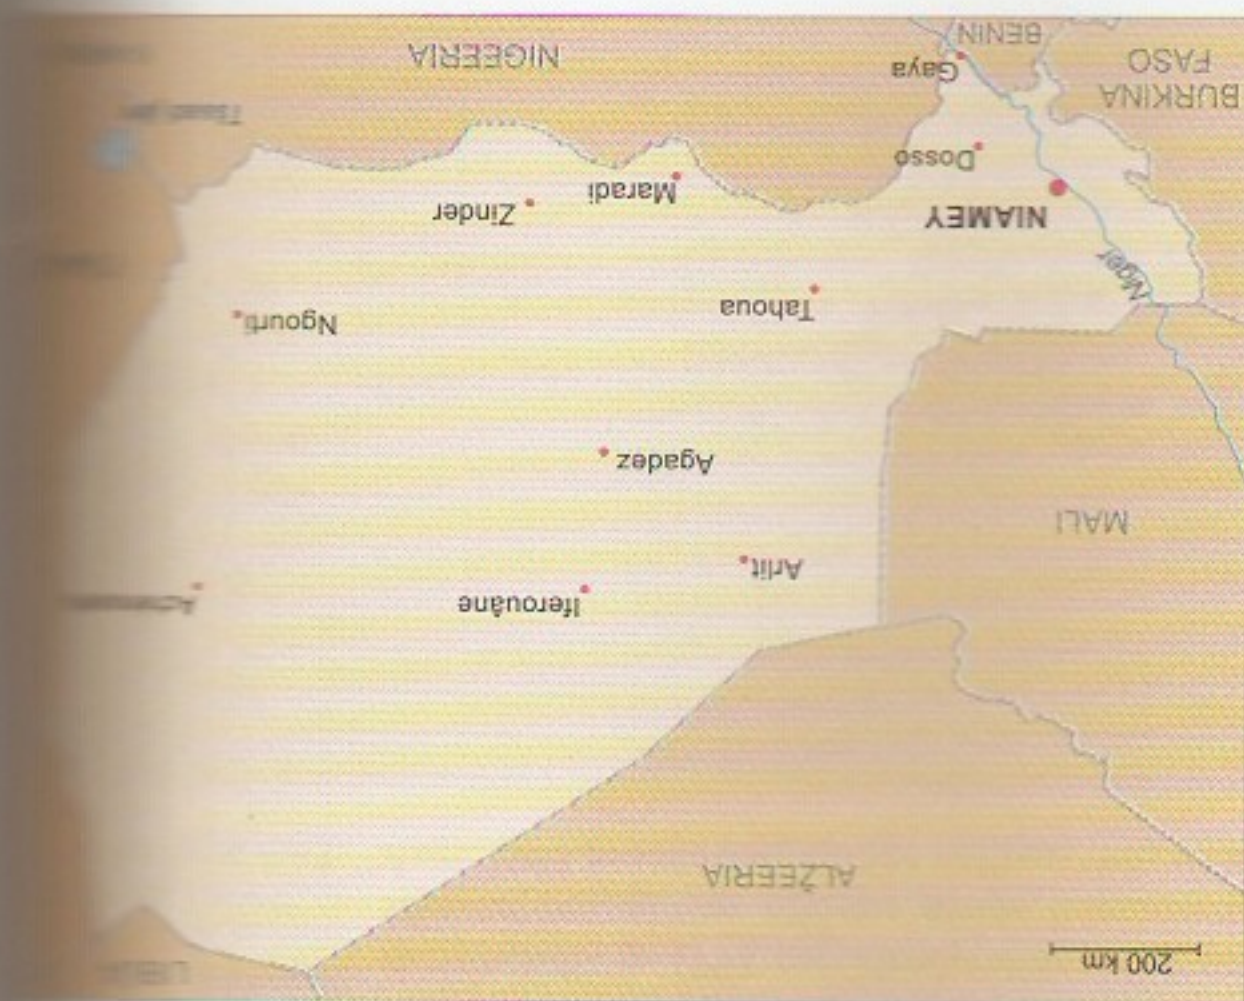 200 km
LIIBÜA
ALŽEERIA
Iferouâne
Arlit
MALI
Agadez
Ngourti
Tahoua
Niger
NIAMEY
Zinder
Maradi
Dosso
Gaya
BURKINA
FASO
BENIN
NIGEERIA